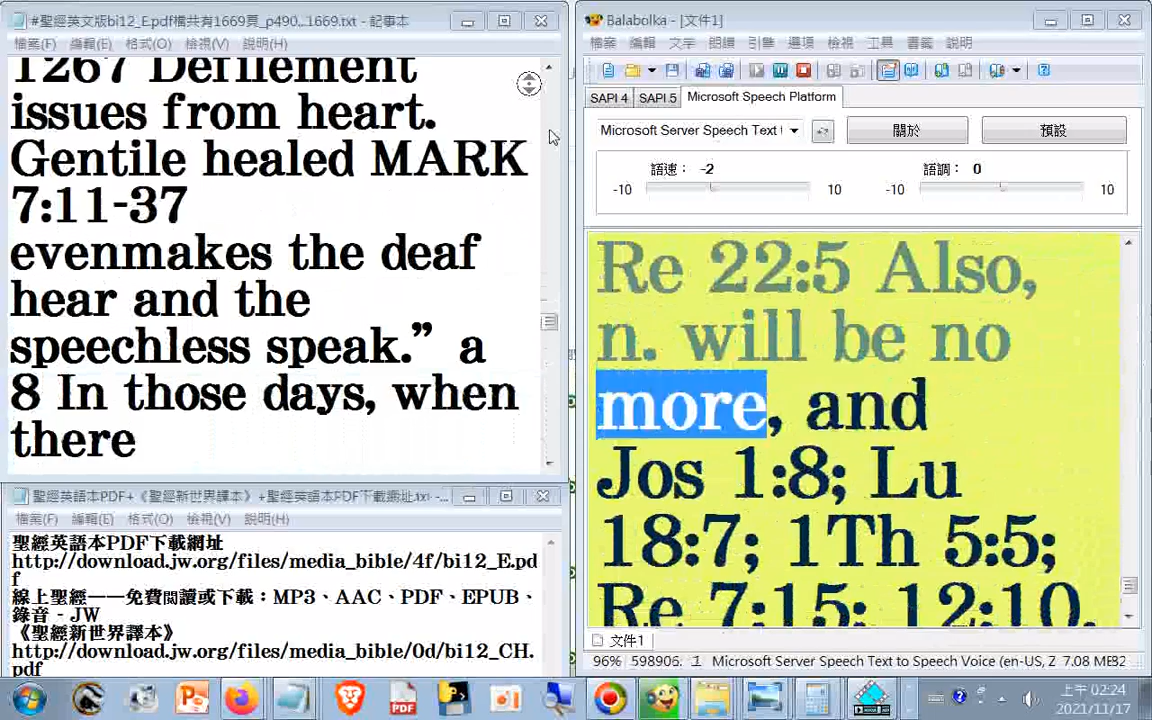 #聖經英文版bi12_E.pdf檔共有1669頁_p490,..1669.txt - 記事本
檔案(F) 編輯(E) 格式(O) 檢視(V) 說明(H)
1267 Defilement
issues from heart.
Gentile healed MARK
7:11-37
evenmakes the deaf
hear and the
speechless speak.” a
8 In those days, when
there
聖經英語本PDF+《聖經新世界譯本》+聖經英語本PDF下載網址.txt -...
檔案(F) 編輯(E) 格式(O) 檢視(V) 說明(H)
聖經英語本PDF下載網址
http://download.jw.org/files/media_bible/4f/bi12_E.pd
f
線上聖經——免費閱讀或下載：MP3、AAC、PDF、EPUB、
錄音 - JW
《聖經新世界譯本》
http://download.jw.org/files/media_bible/0d/bi12_CH.
pdf
Balabolka - [文件1]
檔案 編輯 文字 朗讀 引擎 選項 檢視 工具 書籤 說明
SAPI 4 SAPI 5 Microsoft Speech Platform
Microsoft Server Speech Text 關於 預設
語速： -2 語調： 0
-10 10 -10 10
Re 22:5 Also,
n. will be no
more, and
Jos 1:8; Lu
18:7; 1Th 5:5;
Re 7:15; 12:10.
文件1
96% 598906. 1 Microsoft Server Speech Text to Speech Voice (en-US, Z 7.08 MB
上午 02:24
2021/11/17